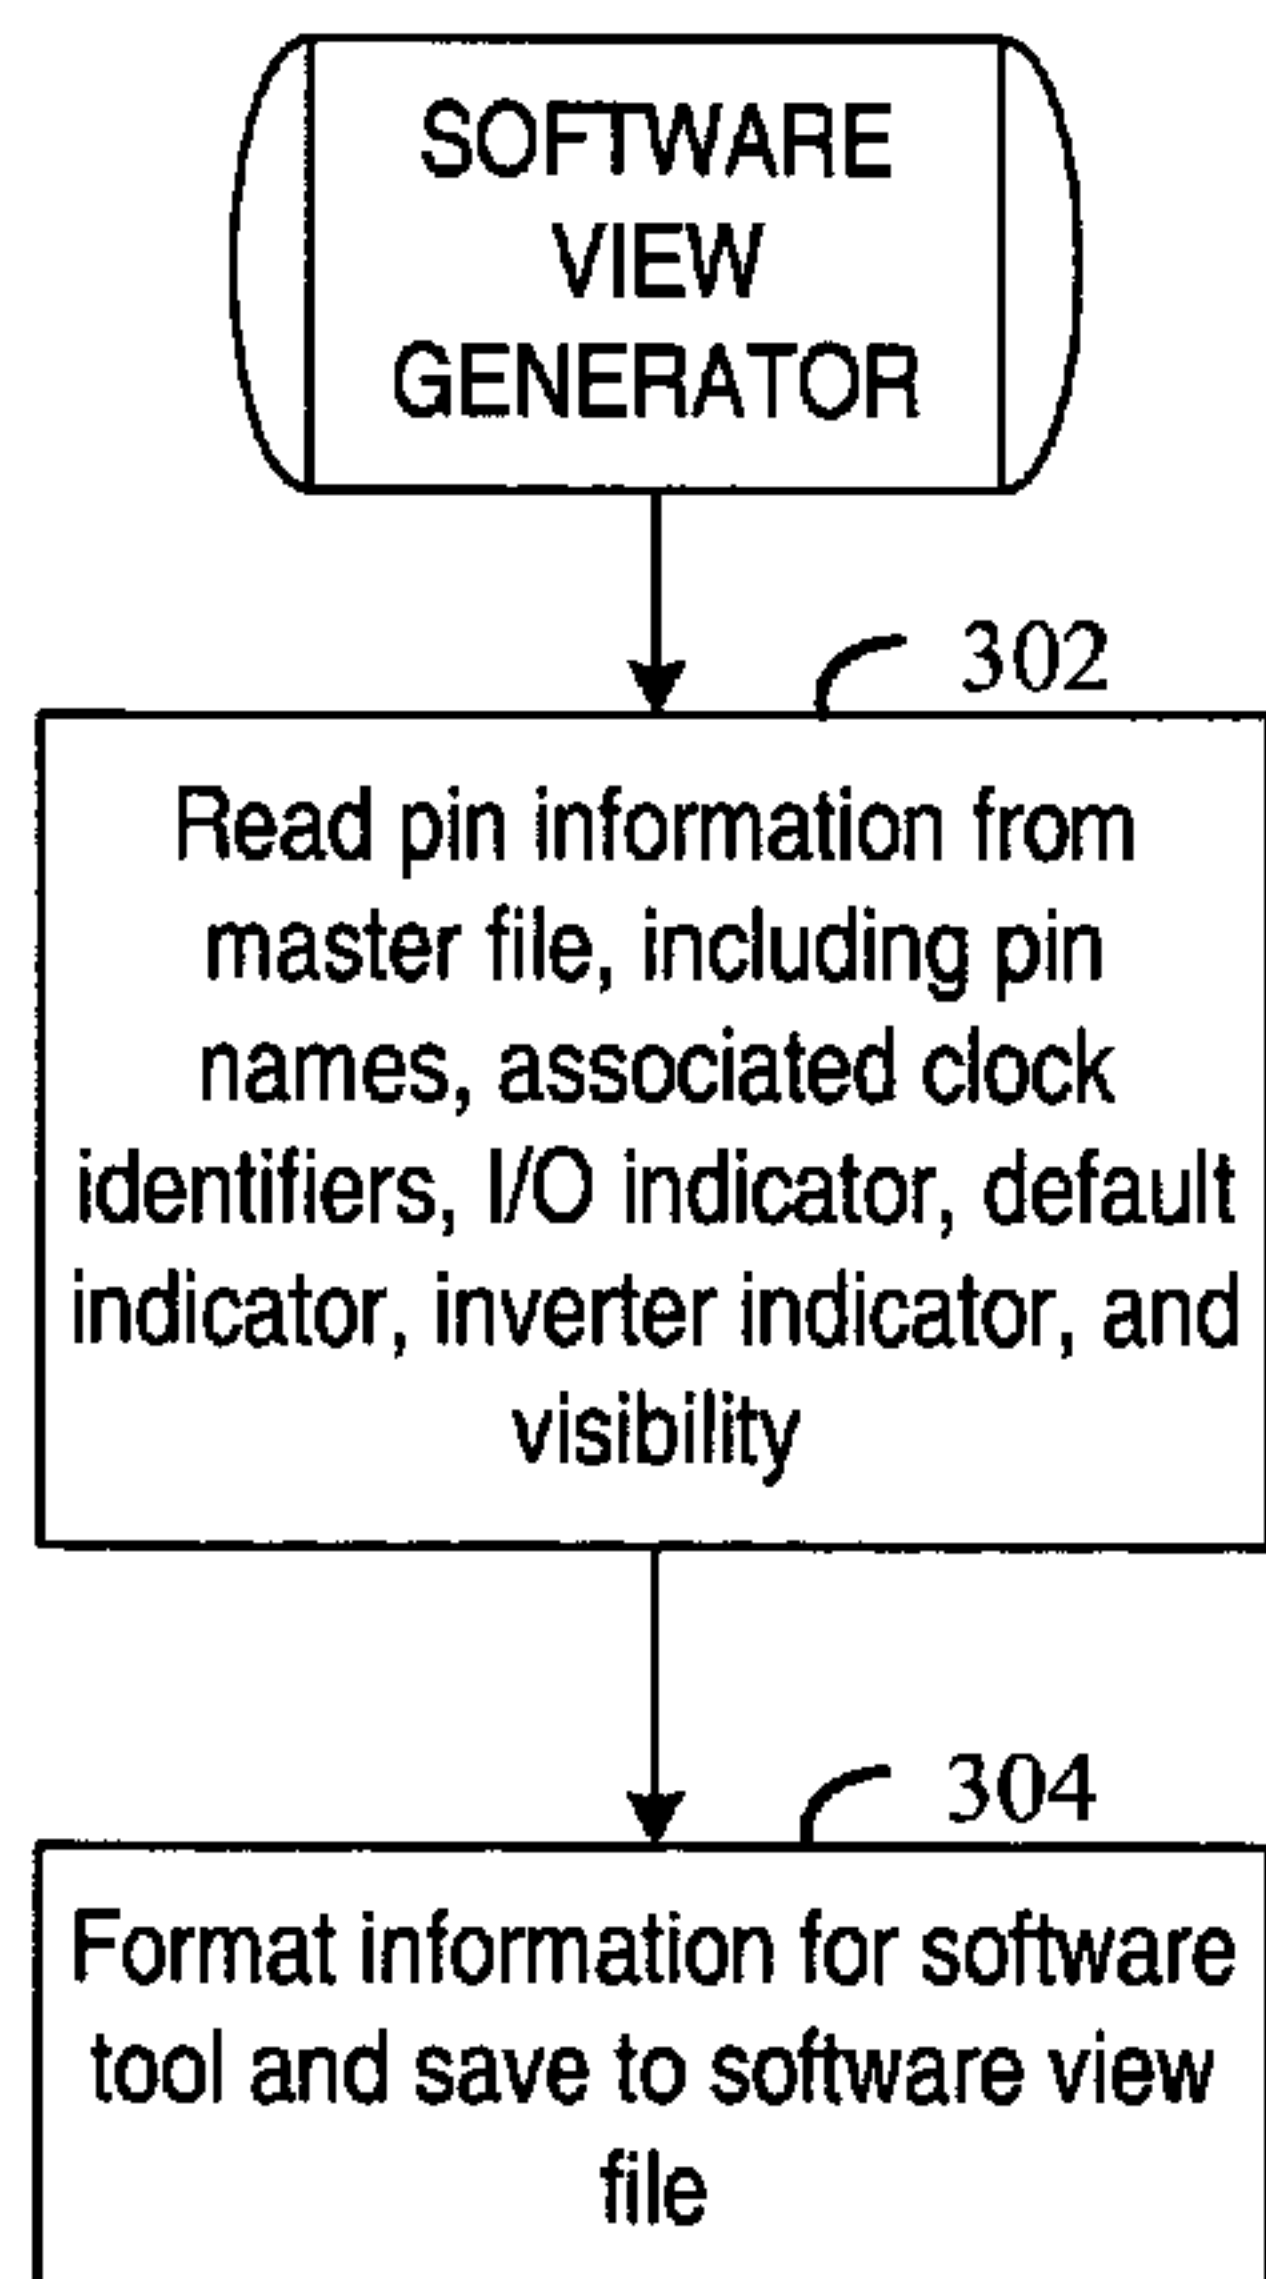 SOFTWARE
VIEW
GENERATOR
302
Read pin information from
master file, including pin
names, associated clock
identifiers, I/O indicator, default
indicator, inverter indicator, and
visibility
304
Format information for software
tool and save to software view
file